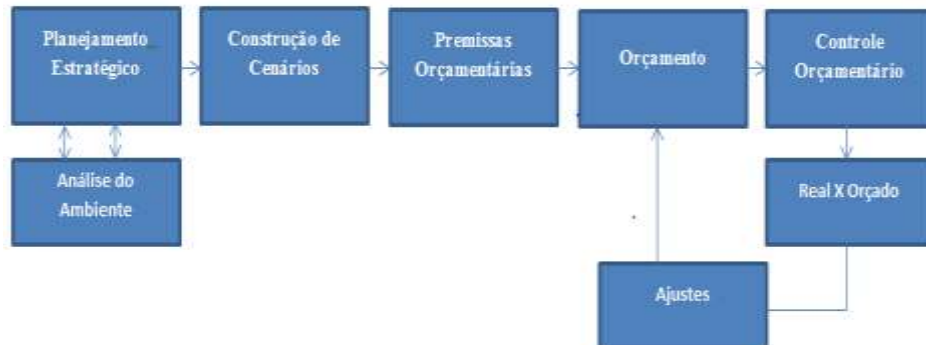 Planejamento
Estratégico
Construção de
Cenários
Premissas
Orçamentárias
Orçamento
Controle
Orçamentário
Análise do
Ambiente
Real X Orçado
Ajustes